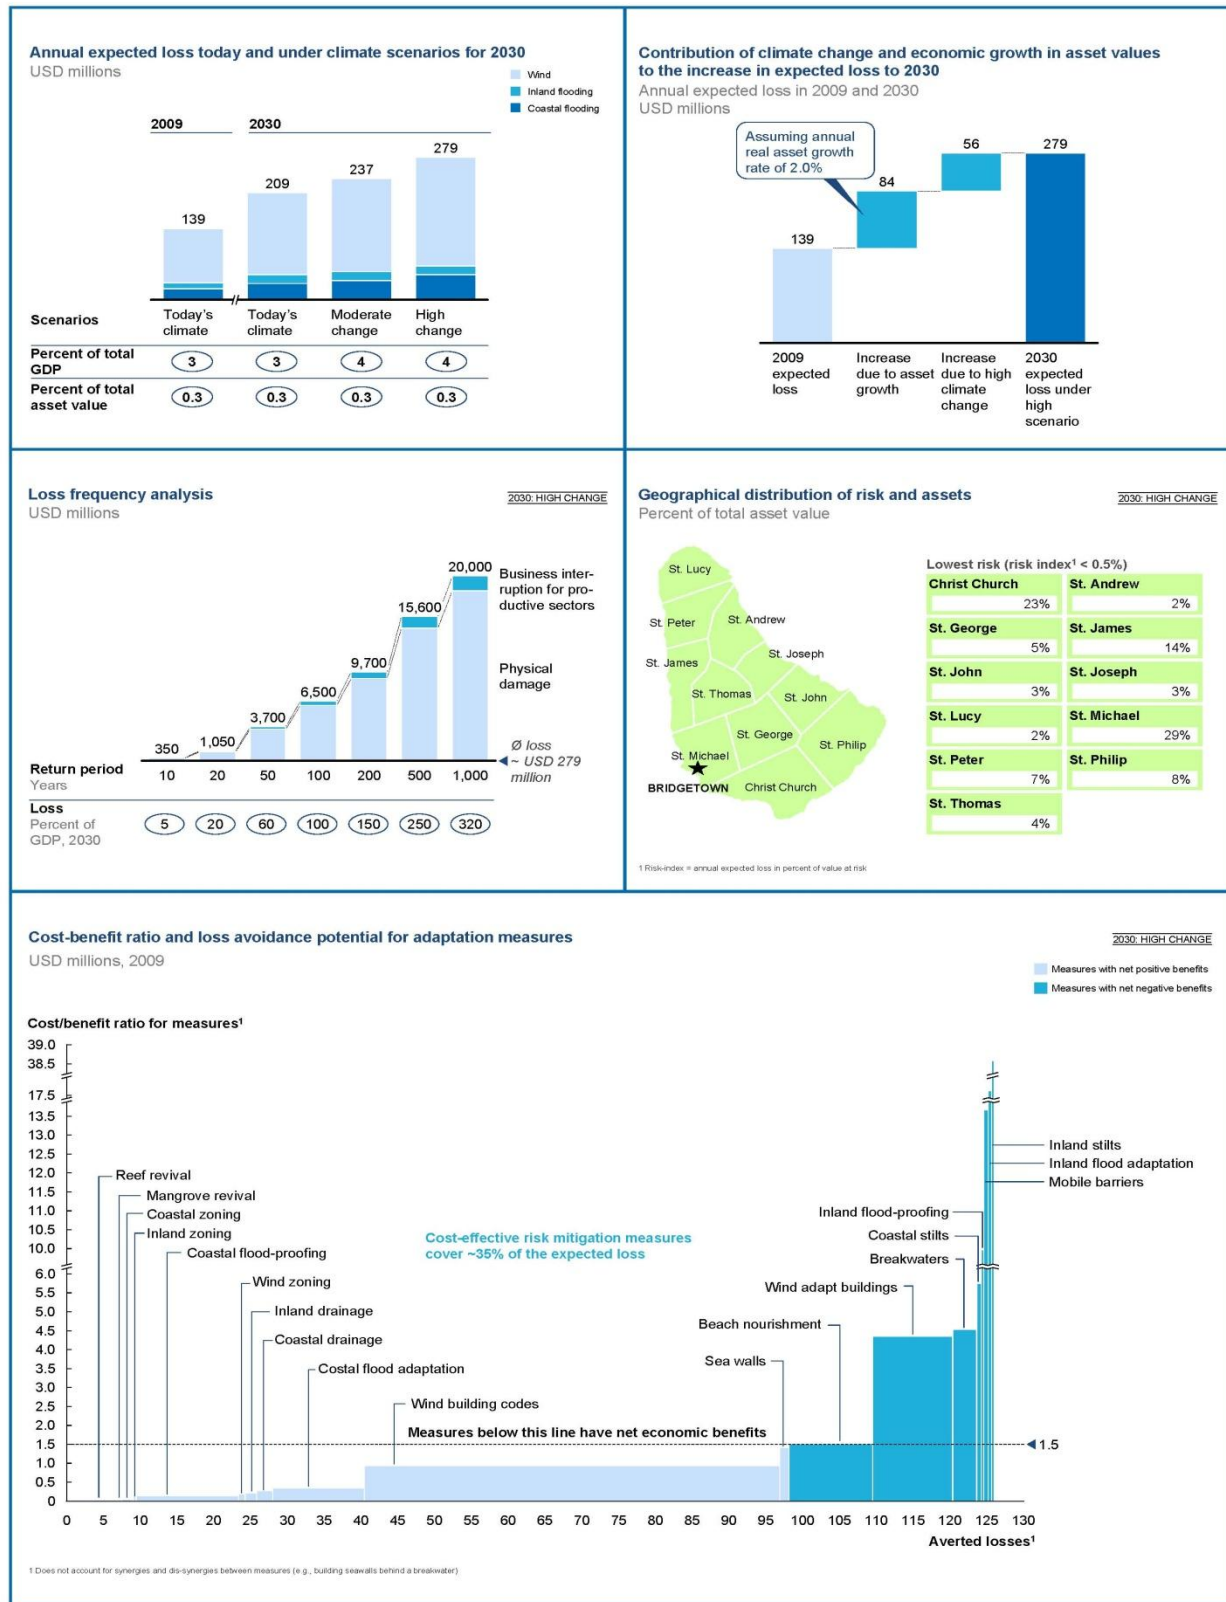 Annual expected loss today and under climate scenarios for 2030
USD millions
Wind
Inland flooding
Coastal flooding
2009
2030
139
209
237
279
Scenarios
Today's climate
Today's climate
Moderate change
High change
Percent of total GDP
3
3
4
4
Percent of total asset value
0.3
0.3
0.3
0.3
Contribution of climate change and economic growth in asset values
to the increase in expected loss to 2030
Annual expected loss in 2009 and 2030
USD millions
Assuming annual
real asset growth
rate of 2.0%
139
84
56
279
2009 expected loss
Increase due to asset growth
Increase due to high climate change
2030 expected loss under high scenario
Loss frequency analysis
2030: HIGH CHANGE
USD millions
350
1,050
3,700
6,500
9,700
15,600
20,000
Business inter-
ruption for pro-
ductive sectors
Physical
damage
Ø loss
~ USD 279
million
Return period
Years
10 20 50 100 200 500 1,000
Loss
Percent of
GDP, 2030
5 20 60 100 150 250 320
Geographical distribution of risk and assets
2030: HIGH CHANGE
Percent of total asset value
St. Lucy
St. Peter
St. Andrew
St. James
St. Joseph
St. Thomas
St. John
St. George
St. Philip
St. Michael
BRIDGETOWN
Christ Church
Lowest risk (risk index¹ < 0.5%)
Christ Church 23%
St. Andrew 2%
St. George 5%
St. James 14%
St. John 3%
St. Joseph 3%
St. Lucy 2%
St. Michael 29%
St. Peter 7%
St. Philip 8%
St. Thomas 4%
1 Risk-index = annual expected loss in percent of value at risk
Cost-benefit ratio and loss avoidance potential for adaptation measures
2030: HIGH CHANGE
USD millions, 2009
Measures with net positive benefits
Measures with net negative benefits
Cost/benefit ratio for measures¹
39.0
38.5
17.5
13.5
13.0
12.5
12.0
11.5
11.0
10.5
10.0
6.0
5.5
5.0
4.5
4.0
3.5
3.0
2.5
2.0
1.5
1.0
0.5
0
Reef revival
Mangrove revival
Coastal zoning
Inland zoning
Coastal flood-proofing
Wind zoning
Inland drainage
Coastal drainage
Costal flood adaptation
Wind building codes
Cost-effective risk mitigation measures
cover ~35% of the expected loss
Measures below this line have net economic benefits
1.5
Sea walls
Beach nourishment
Wind adapt buildings
Breakwaters
Coastal stilts
Inland flood-proofing
Mobile barriers
Inland flood adaptation
Inland stilts
0 5 10 15 20 25 30 35 40 45 50 55 60 65 70 75 80 85 90 95 100 105 110 115 120 125 130
Averted losses¹
1 Does not account for synergies and dis-synergies between measures (e.g., building seawalls behind a breakwater)